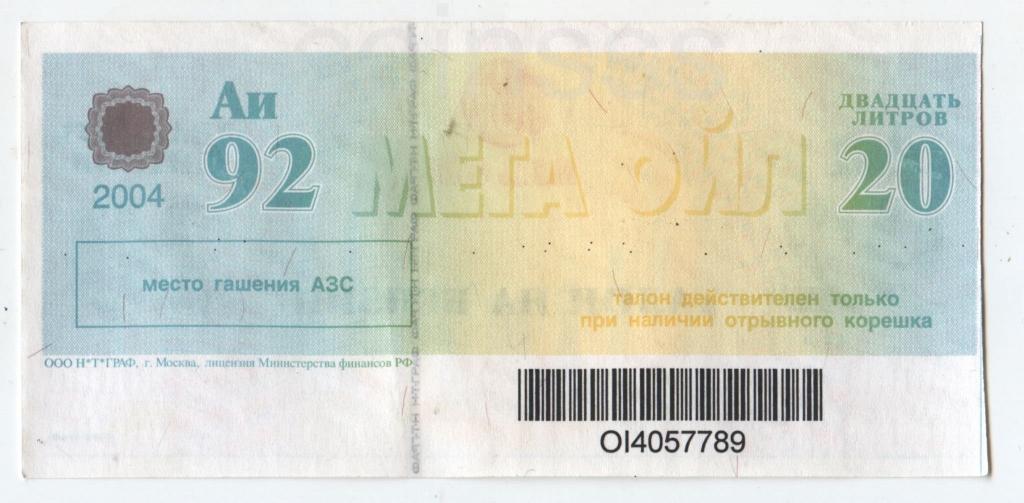 Аи
92
2004
МЕГА ОЙЛ
ДВАДЦАТЬ
ЛИТРОВ
20
место гашения АЗС
талон действителен только
при наличии отрывного корешка
ООО Н*Т*ГРАФ, г. Москва, лицензия Министерства финансов РФ
OI4057789